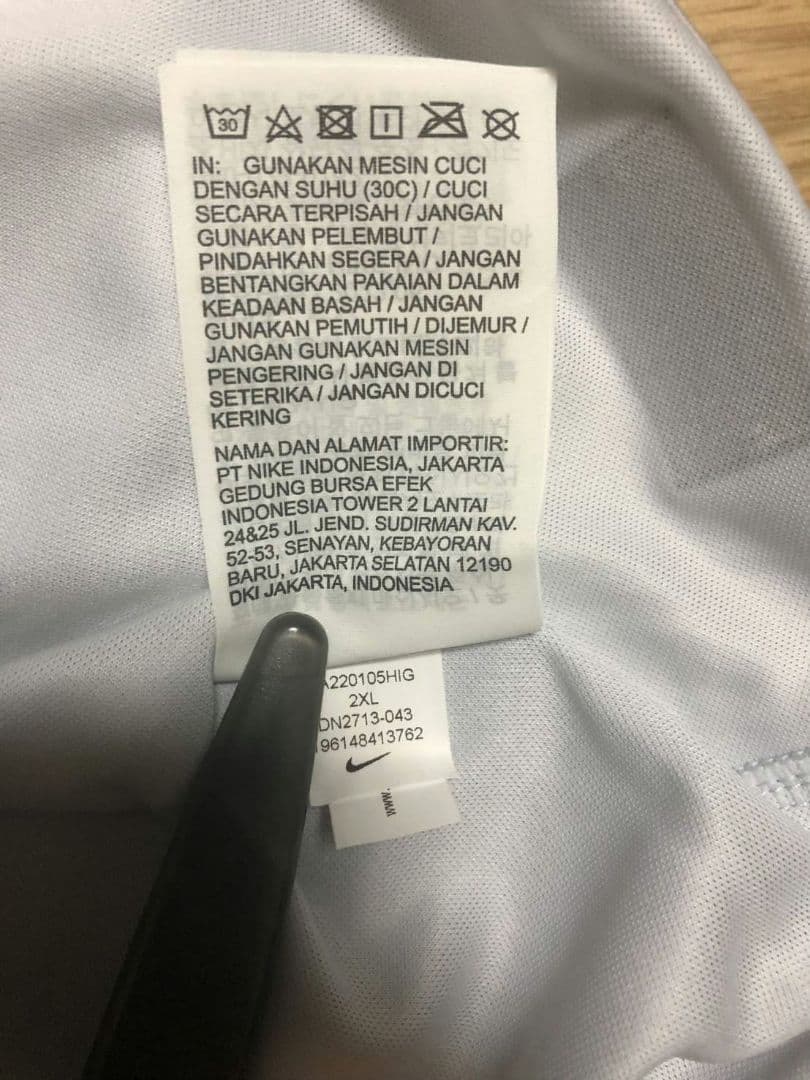 30
IN: GUNAKAN MESIN CUCI
DENGAN SUHU (30C) / CUCI
SECARA TERPISAH / JANGAN
GUNAKAN PELEMBUT /
PINDAHKAN SEGERA / JANGAN
BENTANGKAN PAKAIAN DALAM
KEADAAN BASAH / JANGAN
GUNAKAN PEMUTIH / DIJEMUR /
JANGAN GUNAKAN MESIN
PENGERING / JANGAN DI
SETERIKA / JANGAN DICUCI
KERING
NAMA DAN ALAMAT IMPORTIR:
PT NIKE INDONESIA, JAKARTA
GEDUNG BURSA EFEK
INDONESIA TOWER 2 LANTAI
24&25 JL. JEND. SUDIRMAN KAV.
52-53, SENAYAN, KEBAYORAN
BARU, JAKARTA SELATAN 12190
DKI JAKARTA, INDONESIA
A220105HIG
2XL
DN2713-043
196148413762
www.